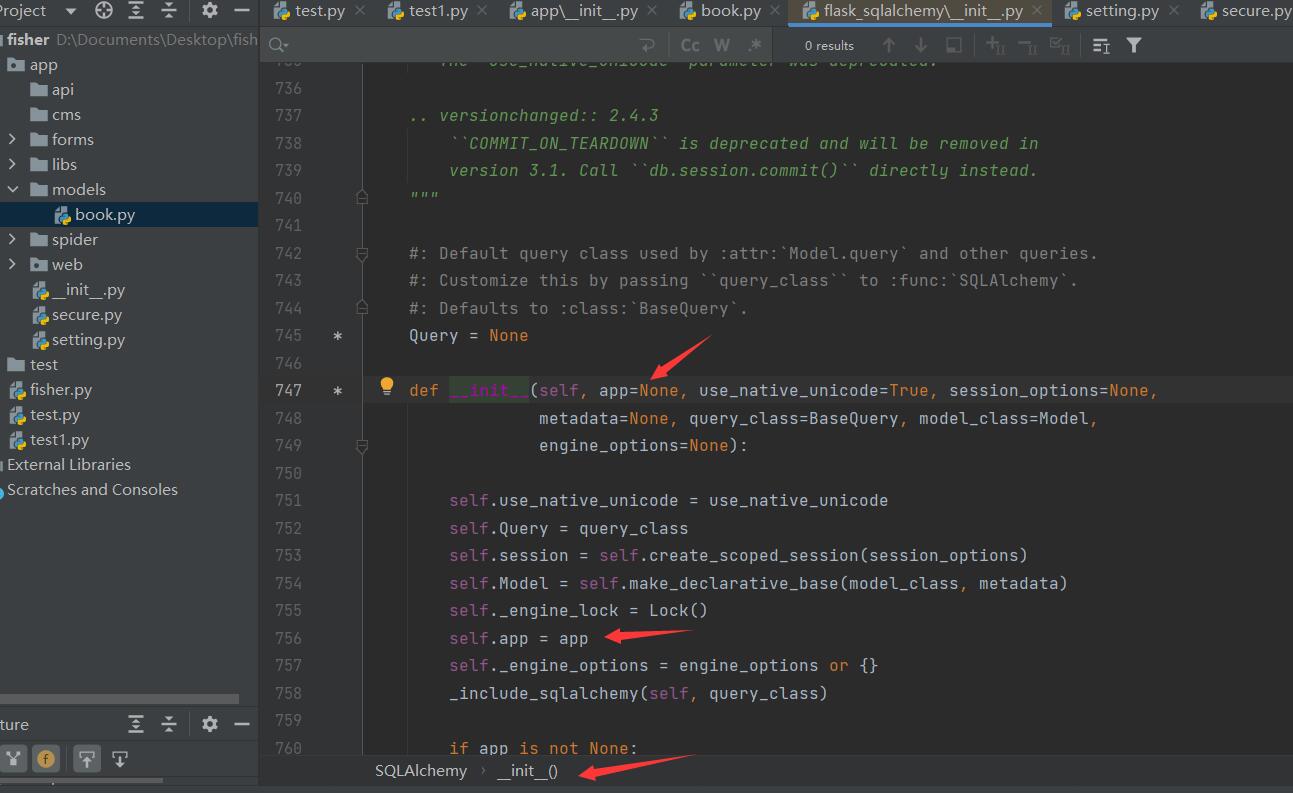 Project
test.py
test1.py
app\__init__.py
book.py
flask_sqlalchemy\__init__.py
setting.py
secure.py
fisher D:\Documents\Desktop\fish
app
api
cms
forms
libs
models
book.py
spider
web
__init__.py
secure.py
setting.py
test
fisher.py
test.py
test1.py
External Libraries
Scratches and Consoles
ture
Cc W .* 0 results
736
737 .. versionchanged:: 2.4.3
738 ``COMMIT_ON_TEARDOWN`` is deprecated and will be removed in
739 version 3.1. Call ``db.session.commit()`` directly instead.
740 """
741
742 #: Default query class used by :attr:`Model.query` and other queries.
743 #: Customize this by passing ``query_class`` to :func:`SQLAlchemy`.
744 #: Defaults to :class:`BaseQuery`.
745 * Query = None
746
747 * def __init__(self, app=None, use_native_unicode=True, session_options=None,
748 metadata=None, query_class=BaseQuery, model_class=Model,
749 engine_options=None):
750
751 self.use_native_unicode = use_native_unicode
752 self.Query = query_class
753 self.session = self.create_scoped_session(session_options)
754 self.Model = self.make_declarative_base(model_class, metadata)
755 self._engine_lock = Lock()
756 self.app = app
757 self._engine_options = engine_options or {}
758 _include_sqlalchemy(self, query_class)
759
760 if app is not None:
SQLAlchemy › __init__()